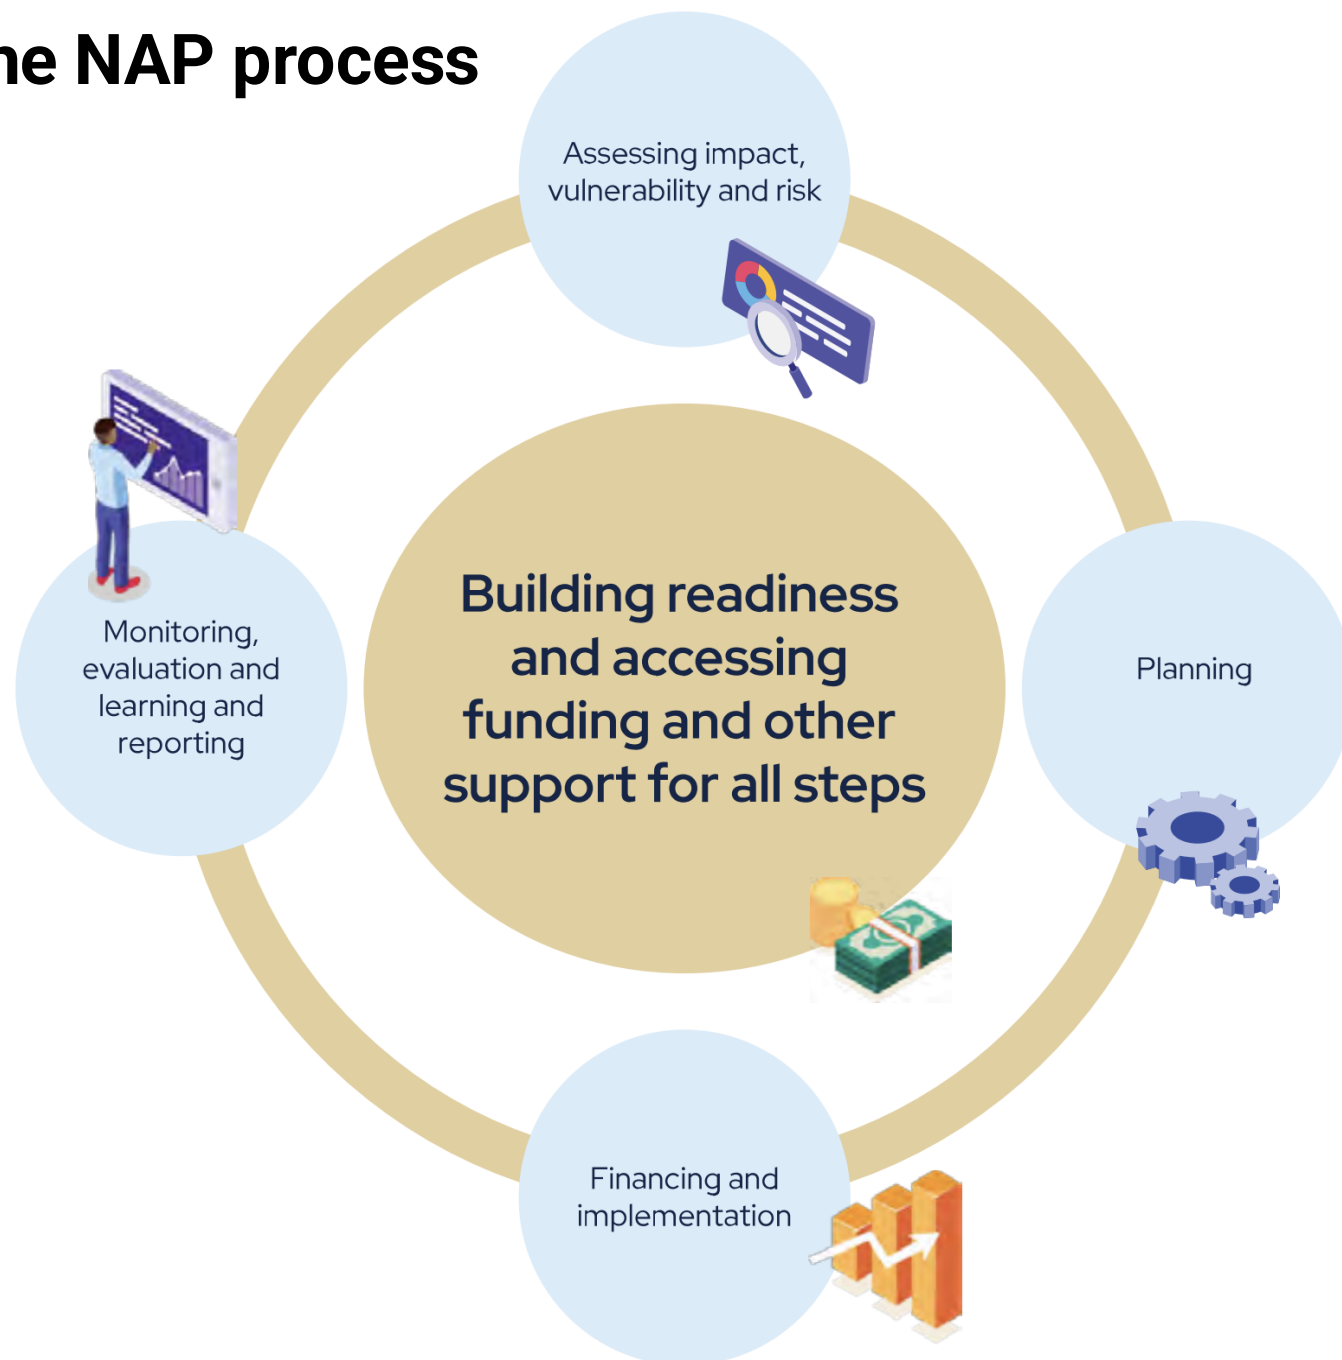 he NAP process
Assessing impact,
vulnerability and risk
Planning
Financing and
implementation
Monitoring,
evaluation and
learning and
reporting
Building readiness
and accessing
funding and other
support for all steps